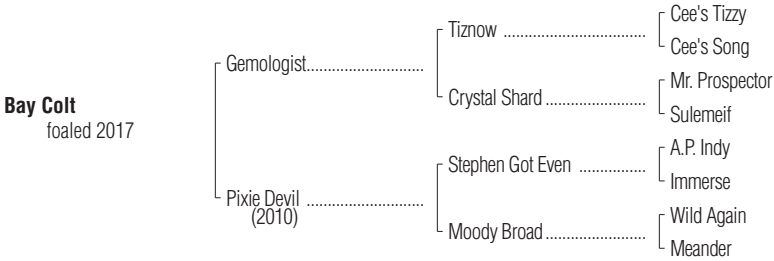 Cee's Tizzy
Tiznow ..................................
Cee's Song
Gemologist............................
Mr. Prospector
Crystal Shard ........................
Sulemeif
Bay Colt
foaled 2017
A.P. Indy
Stephen Got Even ................
Immerse
Pixie Devil ............................
(2010)
Wild Again
Moody Broad ........................
Meander